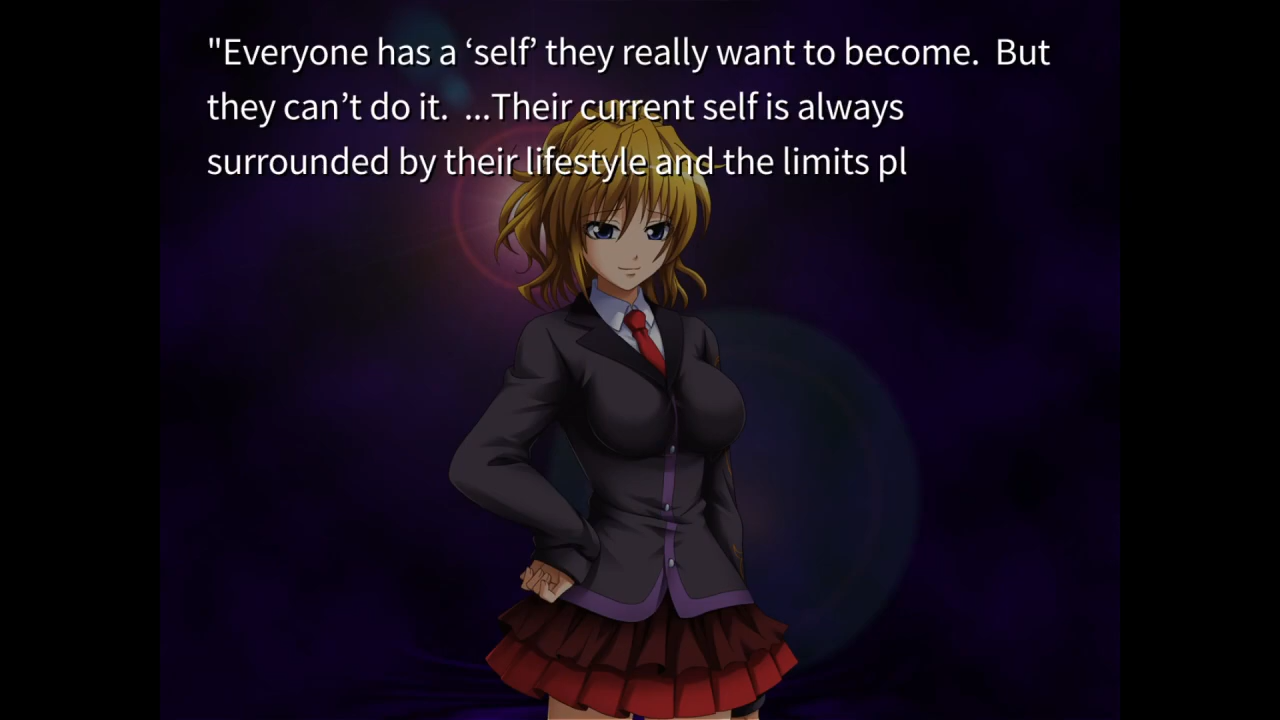 "Everyone has a ‘self’ they really want to become.  But
they can’t do it.  ...Their current self is always
surrounded by their lifestyle and the limits pl